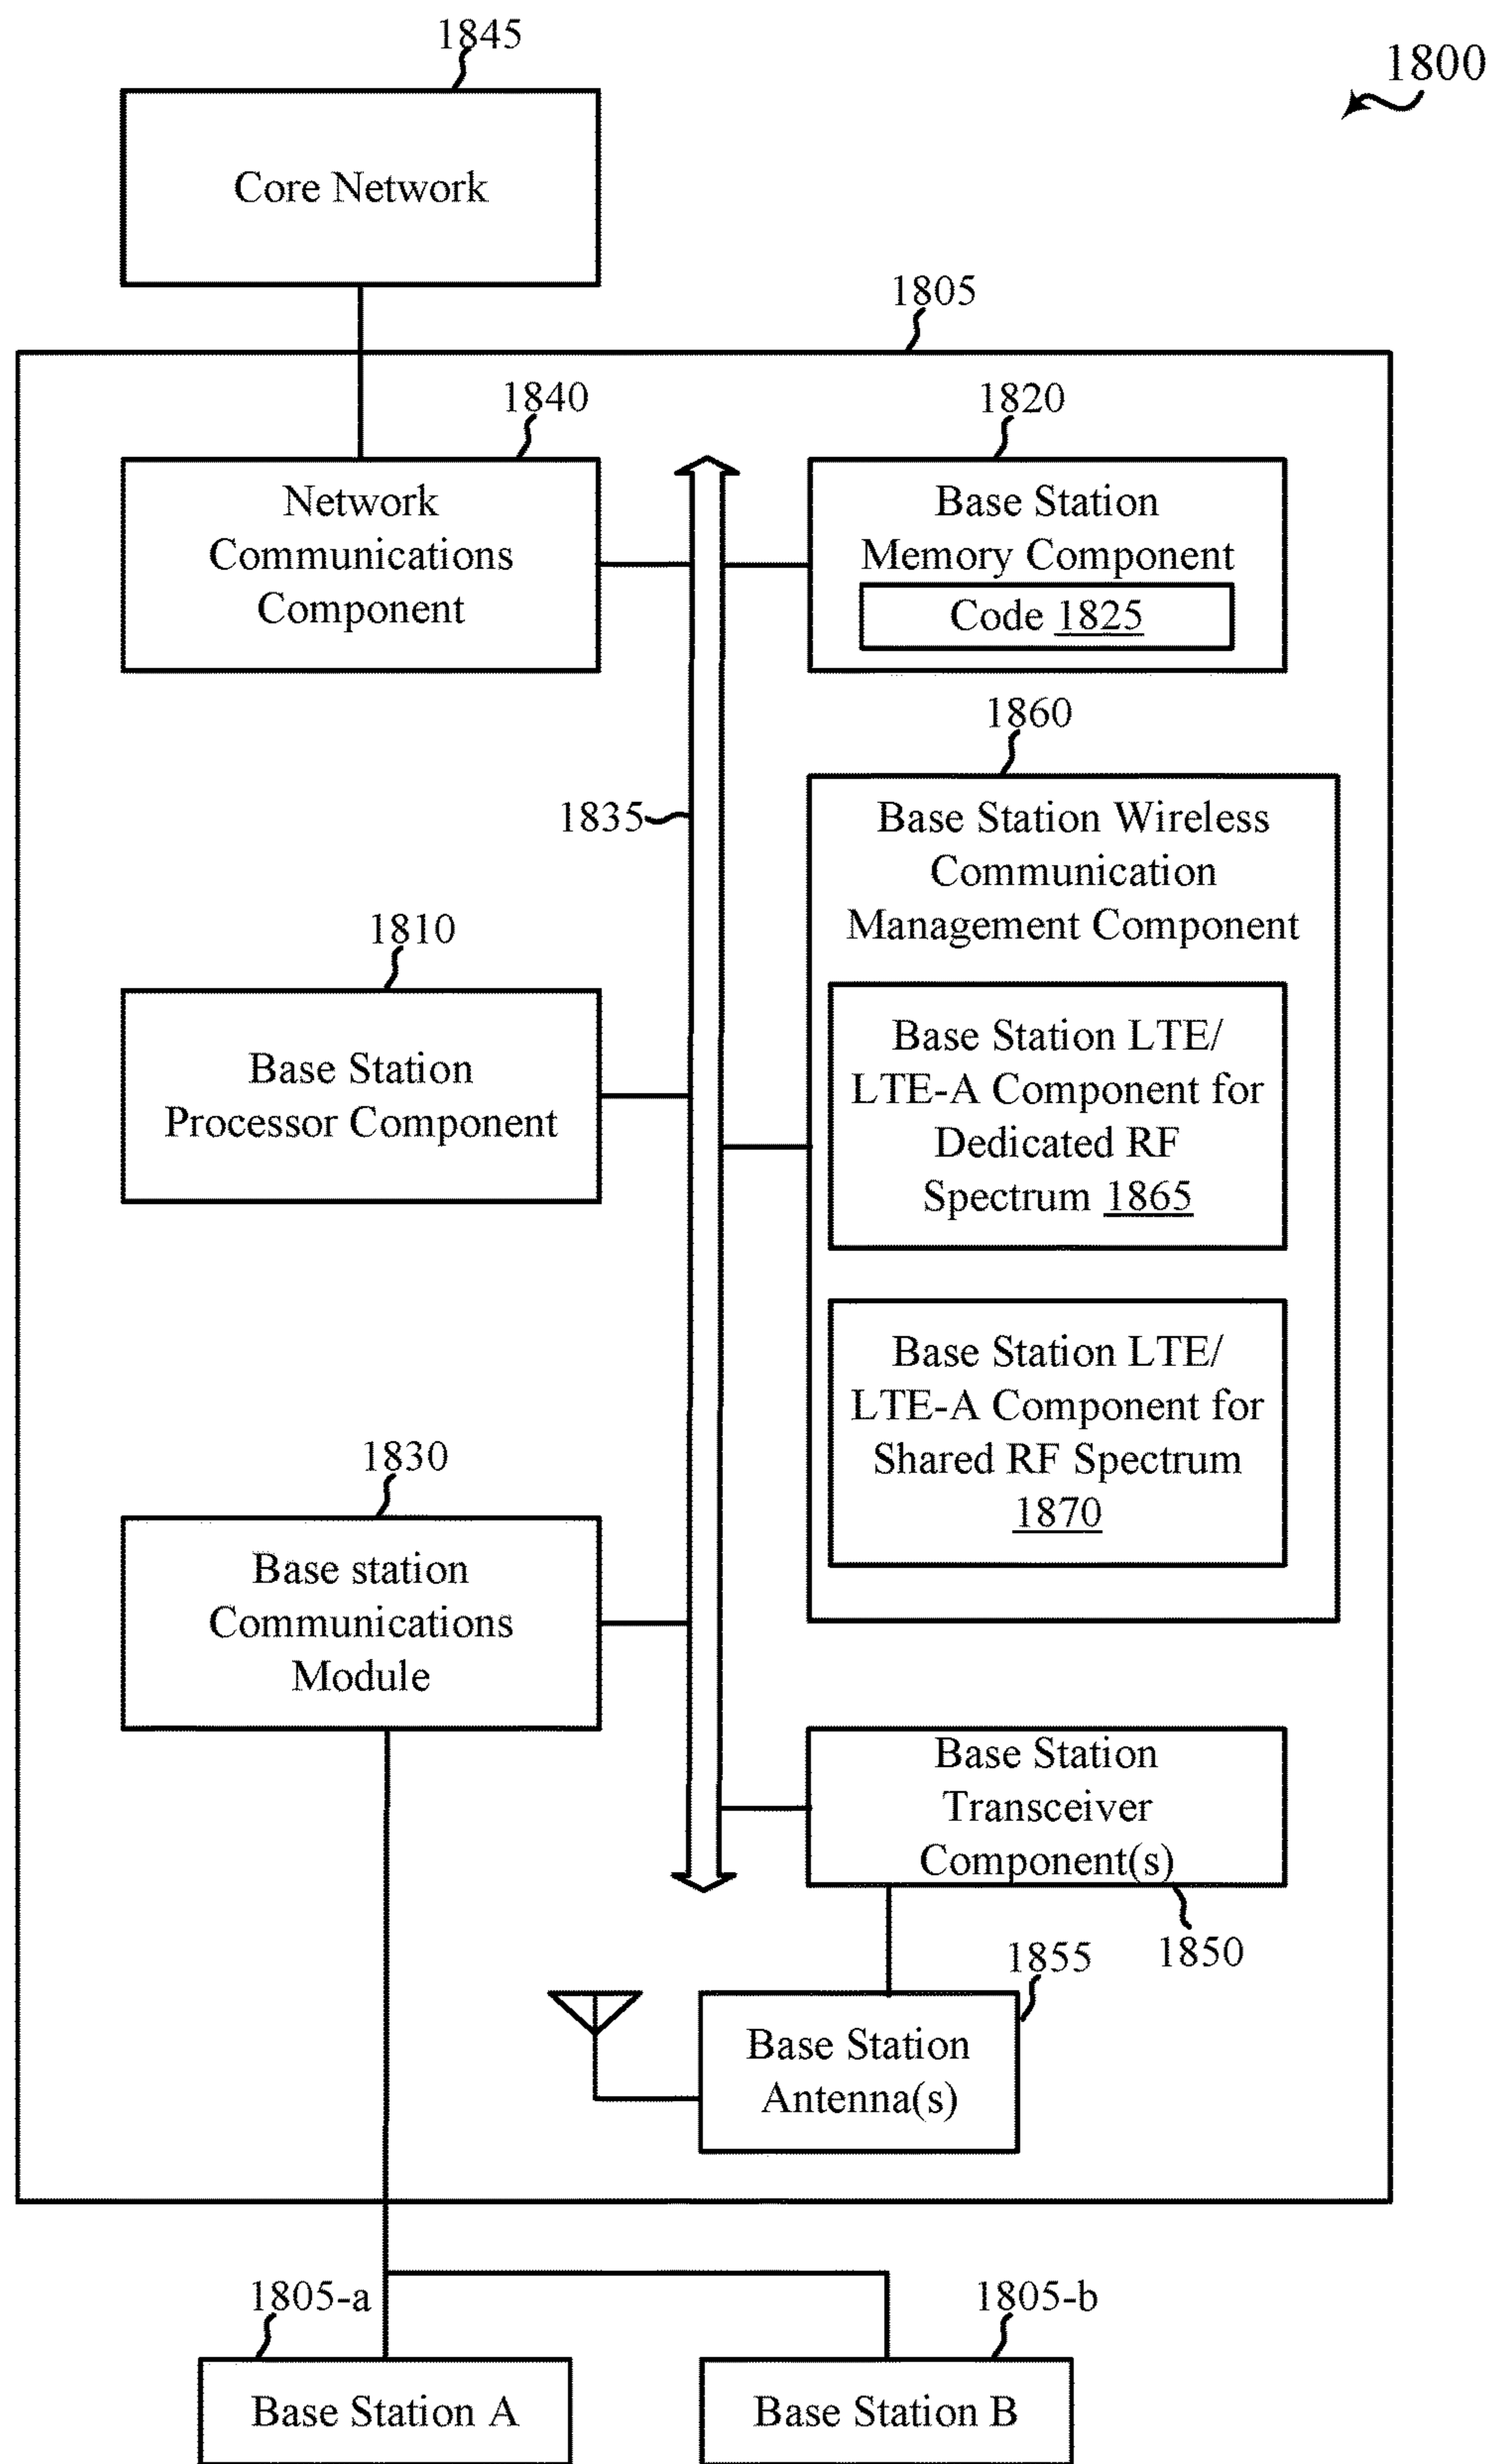 1845
1800
Core Network
1805
1840
1820
Network
Communications
Component
Base Station
Memory Component
Code 1825
1860
1835
Base Station Wireless
Communication
Management Component
1810
Base Station
Processor Component
Base Station LTE/
LTE-A Component for
Dedicated RF
Spectrum 1865
Base Station LTE/
LTE-A Component for
Shared RF Spectrum
1870
1830
Base station
Communications
Module
Base Station
Transceiver
Component(s)
1850
1855
Base Station
Antenna(s)
1805-a
1805-b
Base Station A
Base Station B